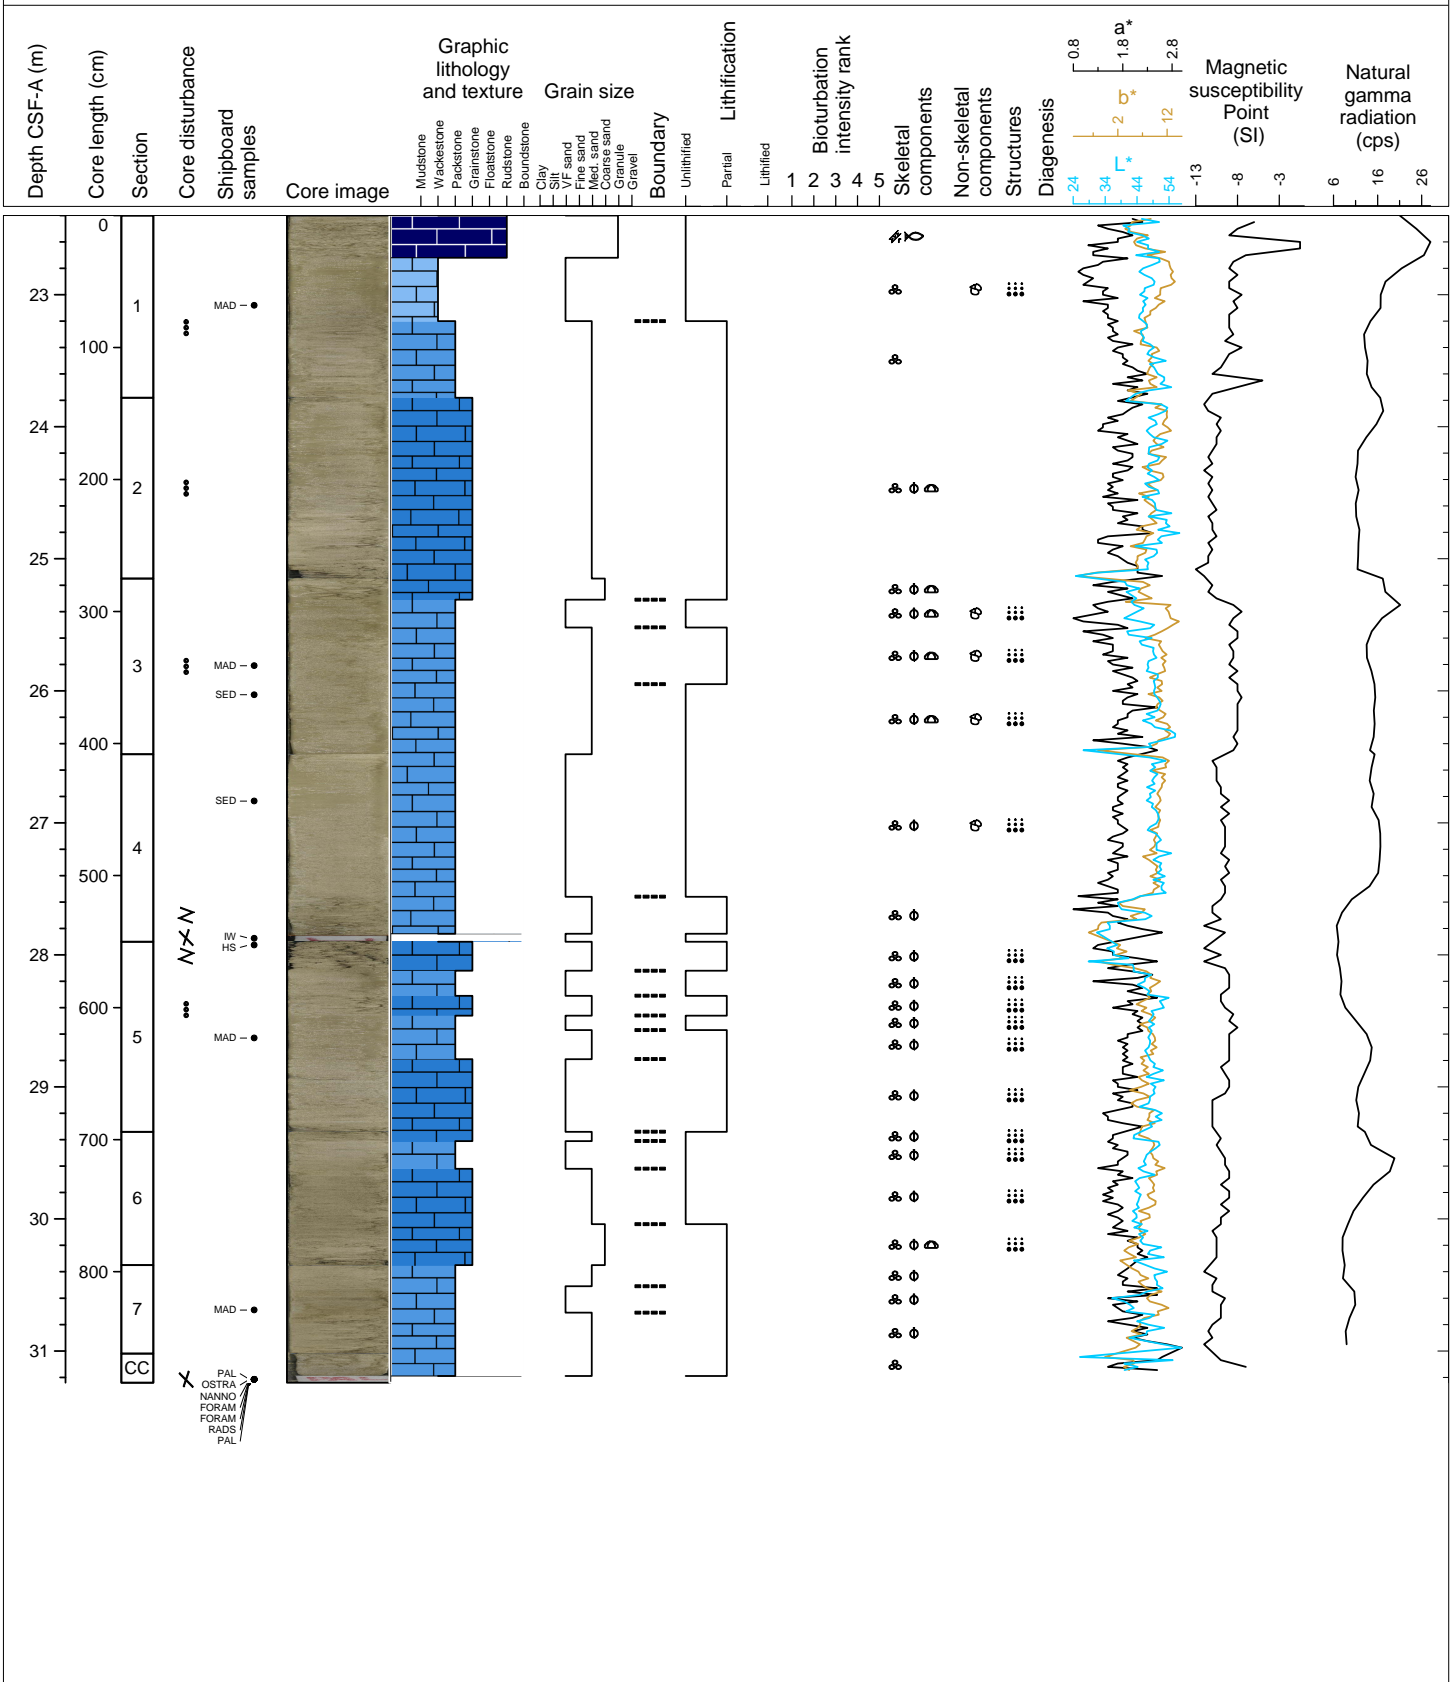 Depth CSF-A (m)
Core length (cm)
Section
Core disturbance
Shipboard
samples
Core image
Graphic
lithology
and texture
Mudstone
Wackestone
Packstone
Grainstone
Floatstone
Rudstone
Boundstone
Grain size
Clay
Silt
VF sand
Fine sand
Med. sand
Coarse sand
Granule
Gravel
Boundary
Lithification
Unlithified
Partial
Lithified
Bioturbation
intensity rank
1 2 3 4 5
Skeletal
components
Non-skeletal
components
Structures
Diagenesis
a*
0.8 1.8 2.8
b*
2 12
L*
24 34 44 54
Magnetic
susceptibility
Point
(SI)
-13 -8 -3
Natural
gamma
radiation
(cps)
6 16 26
0
23
1
MAD
100
24
200
2
25
300
3
MAD
26
SED
400
SED
27
4
500
IW
HS
28
600
5
MAD
29
700
6
30
800
7
MAD
31
CC
PAL
OSTRA
NANNO
FORAM
FORAM
RADS
PAL